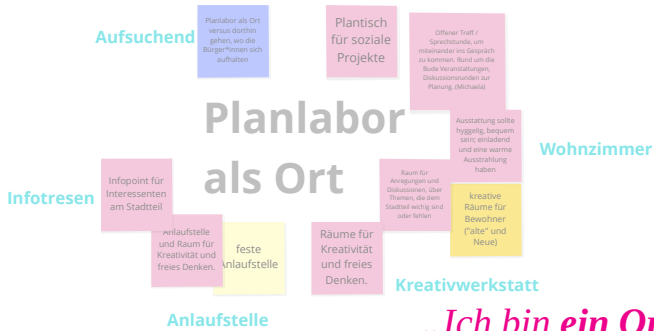 Aufsuchend
Planlabor als Ort
versus dorthin
gehen, wo die
Bürger*innen sich
aufhalten
Plantisch
für soziale
Projekte
Offener Treff /
Sprechstunde, um
miteinander ins Gespräch
zu kommen. Rund um die
Bude Veranstaltungen,
Diskussionsrunden zur
Planung. (Michaela)
Planlabor
als Ort
Ausstattung sollte
hyggelig, bequem
sein; einladend
und eine warme
Ausstrahlung
haben
Wohnzimmer
Infotresen
Infopoint für
Interessenten
am Stadtteil
Raum für
Anregungen und
Diskussionen, über
Themen, die dem
Stadtteil wichig sind
oder fehlen
kreative
Räume für
Bewohner
("alte" und
Neue)
Anlaufstelle
und Raum für
Kreativität und
freies Denken.
feste
Anlaufstelle
Räume für
Kreativität
und freies
Denken.
Kreativwerkstatt
Anlaufstelle
Ich bin ein